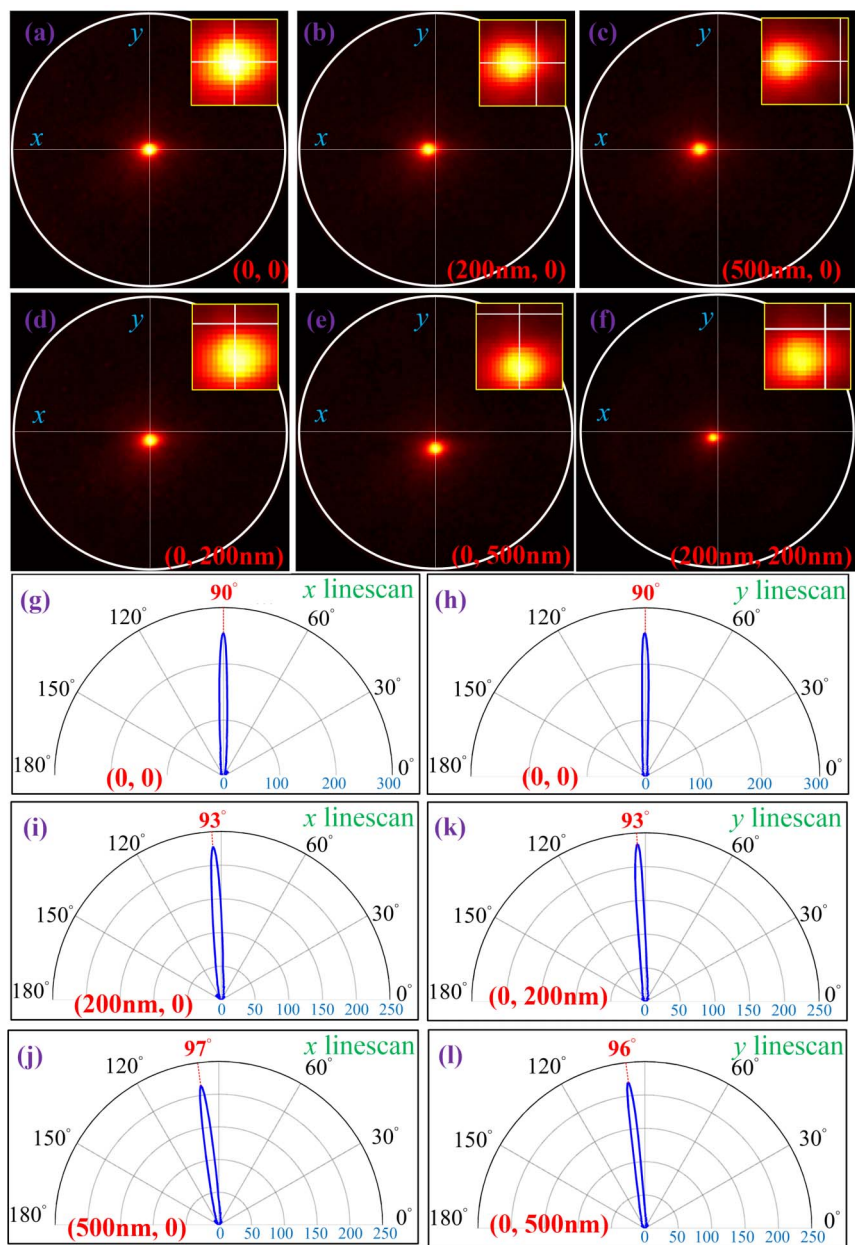 (a) y x (0, 0)
(b) y x (200nm, 0)
(c) y x (500nm, 0)
(d) y x (0, 200nm)
(e) y x (0, 500nm)
(f) y x (200nm, 200nm)
(g) x linescan
90°
120° 60°
150° 30°
180° 0°
(0, 0)
0 100 200 300
(h) y linescan
90°
120° 60°
150° 30°
180° 0°
(0, 0)
0 100 200 300
(i) x linescan
93°
120° 60°
150° 30°
180° 0°
(200nm, 0)
0 50 100 150 200 250
(k) y linescan
93°
120° 60°
150° 30°
180° 0°
(0, 200nm)
0 50 100 150 200 250
(j) x linescan
97°
120° 60°
150° 30°
180° 0°
(500nm, 0)
0 50 100 150 200 250
(l) y linescan
96°
120° 60°
150° 30°
180° 0°
(0, 500nm)
0 50 100 150 200 250